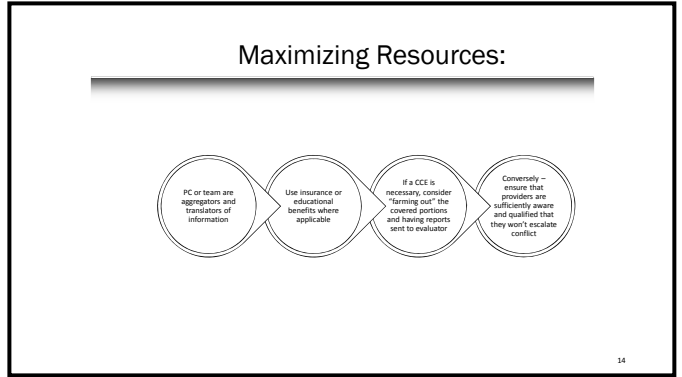 Maximizing Resources:
PC or team are
aggregators and
translators of
information
Use insurance or
educational
benefits where
applicable
If a CCE is
necessary, consider
“farming out” the
covered portions
and having reports
sent to evaluator
Conversely –
ensure that
providers are
sufficiently aware
and qualified that
they won’t escalate
conflict
14